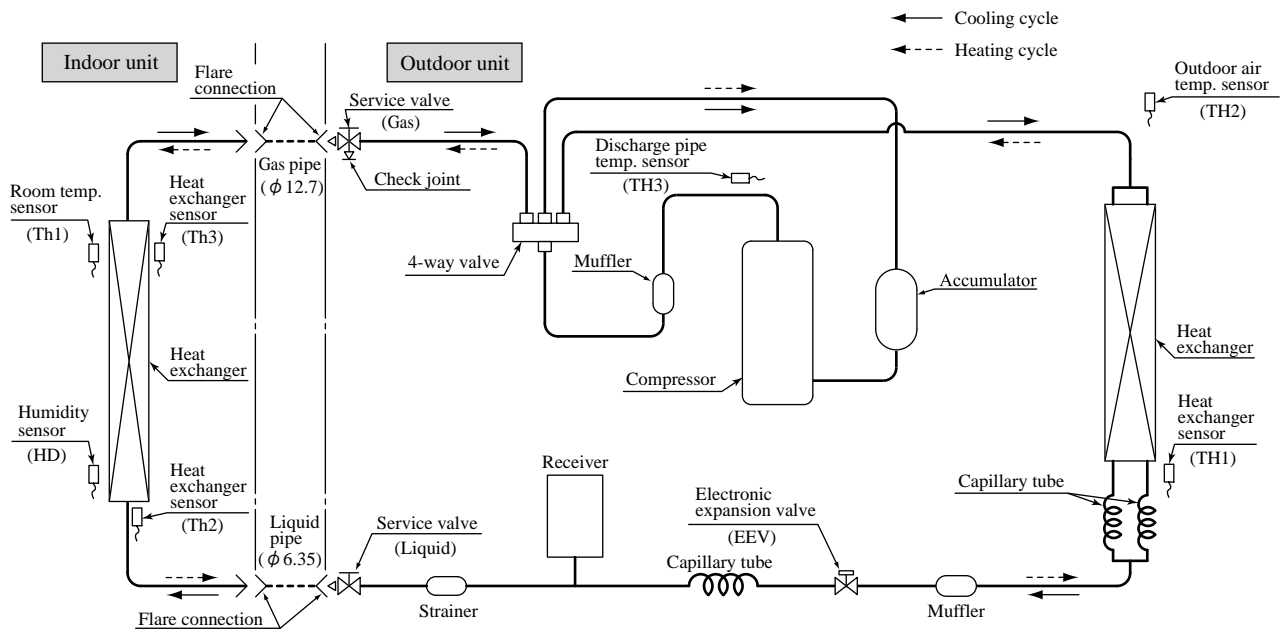 Cooling cycle
Heating cycle
Indoor unit
Outdoor unit
Flare
connection
Service valve
(Gas)
Outdoor air
temp. sensor
(TH2)
Gas pipe
(ϕ 12.7)
Check joint
Discharge pipe
temp. sensor
(TH3)
Room temp.
sensor
(Th1)
Heat
exchanger
sensor
(Th3)
4-way valve
Muffler
Accumulator
Heat
exchanger
Compressor
Heat
exchanger
Humidity
sensor
(HD)
Heat
exchanger
sensor
(TH1)
Heat
exchanger
sensor
(Th2)
Liquid
pipe
(ϕ 6.35)
Service valve
(Liquid)
Receiver
Electronic
expansion valve
(EEV)
Capillary tube
Capillary tube
Strainer
Muffler
Flare connection